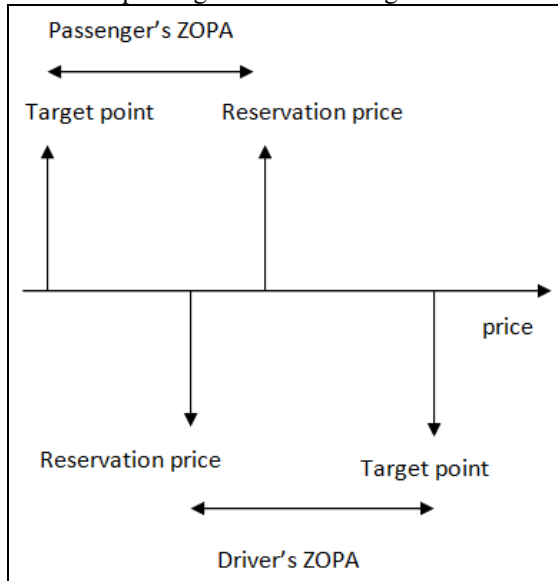 Passenger’s ZOPA
Target point Reservation price
price
Reservation price Target point
Driver’s ZOPA